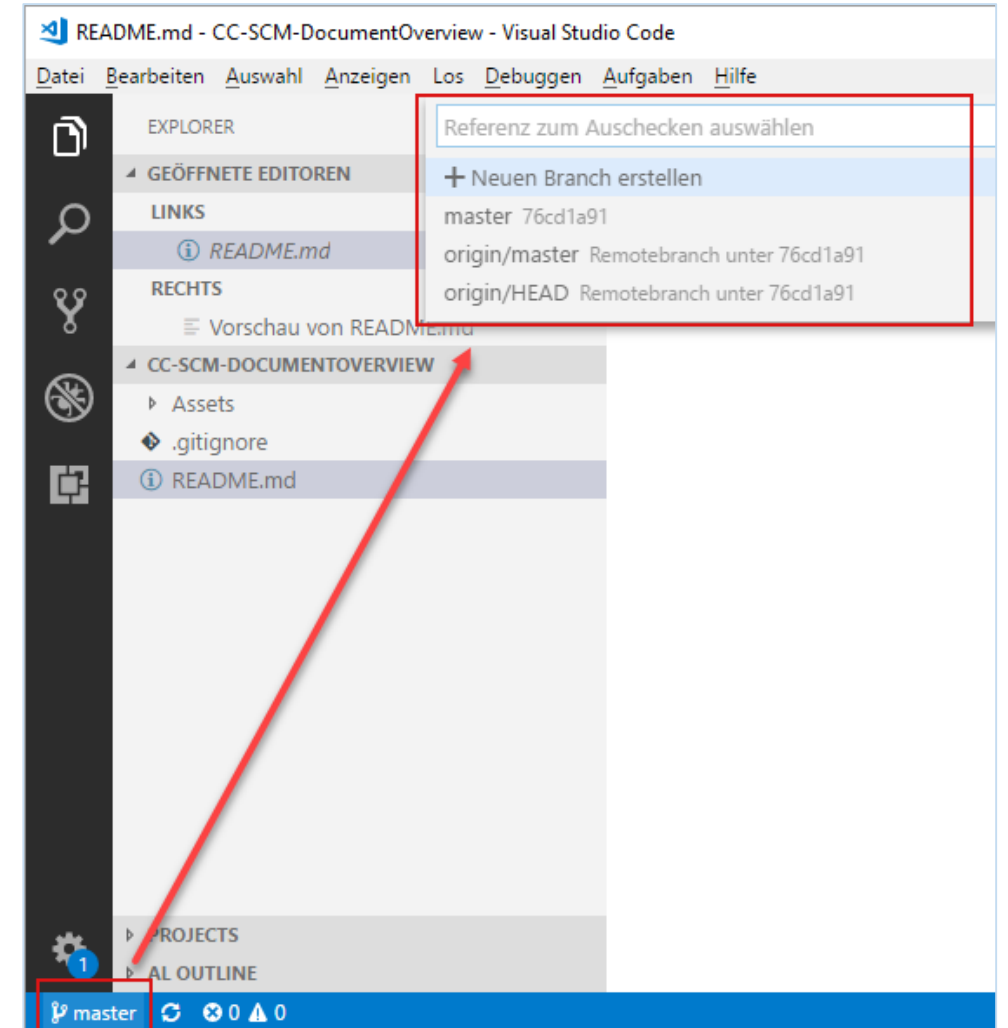 README.md - CC-SCM-DocumentOverview - Visual Studio Code
Datei Bearbeiten Auswahl Anzeigen Los Debuggen Aufgaben Hilfe
EXPLORER
Referenz zum Auschecken auswählen
GEÖFFNETE EDITOREN
+ Neuen Branch erstellen
LINKS
master 76cd1a91
README.md
origin/master Remotebranch unter 76cd1a91
RECHTS
origin/HEAD Remotebranch unter 76cd1a91
Vorschau von README.md
CC-SCM-DOCUMENTOVERVIEW
Assets
.gitignore
README.md
PROJECTS
1
AL OUTLINE
master 0 0